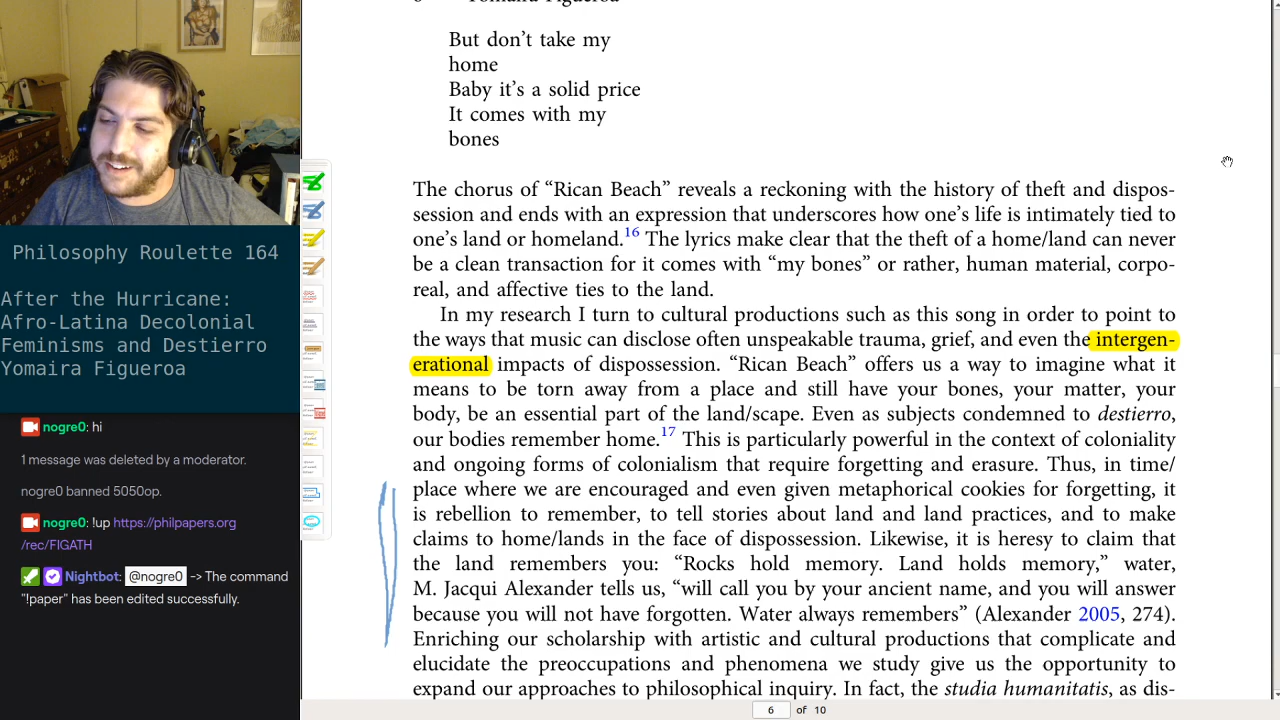 6 Yomaira Figueroa
But don't take my
home
Baby it's a solid price
It comes with my
bones
The chorus of “Rican Beach” reveals a reckoning with the history of theft and dispos-
session and ends with an expression that underscores how one's life is intimately tied to
one's land or homeland.16 The lyrics make clear that the theft of a home/land can never
be a clean transaction for it comes with “my bones” or rather, human material, corpo-
real, and affective ties to the land.
In my research I turn to cultural productions such as this song in order to point to
the ways that music can disclose often unspeakable trauma, grief, and even the intergen-
erational impacts of dispossession. “Rican Beach” offers us a way to imagine what it
means to be torn away from a place and still have your bones, your matter, your
body, be an essential part of the landscape. Even as subjects condemned to destierro,
our bodies remember home.17 This is particularly powerful in the context of coloniality
and ongoing forms of colonialism that require forgetting and erasure. Thus, in time/
place where we are encouraged and even given metaphorical cookies for forgetting, it
is rebellion to remember, to tell stories about land and land practices, and to make
claims to home/lands in the face of dispossession. Likewise, it is heresy to claim that
the land remembers you: “Rocks hold memory. Land holds memory,” water,
M. Jacqui Alexander tells us, “will call you by your ancient name, and you will answer
because you will not have forgotten. Water always remembers” (Alexander 2005, 274).
Enriching our scholarship with artistic and cultural productions that complicate and
elucidate the preoccupations and phenomena we study give us the opportunity to
expand our approaches to philosophical inquiry. In fact, the studia humanitatis, as dis-
6 of 10
Philosophy Roulette 164
After the Hurricane:
Afro-Latina Decolonial
Feminisms and Destierro
Yomaira Figueroa
nogre0: hi
1 message was deleted by a moderator.
nogre0 banned 5050op.
nogre0: !up https://philpapers.org
/rec/FIGATH
Nightbot: @nogre0 -> The command
"!paper" has been edited successfully.